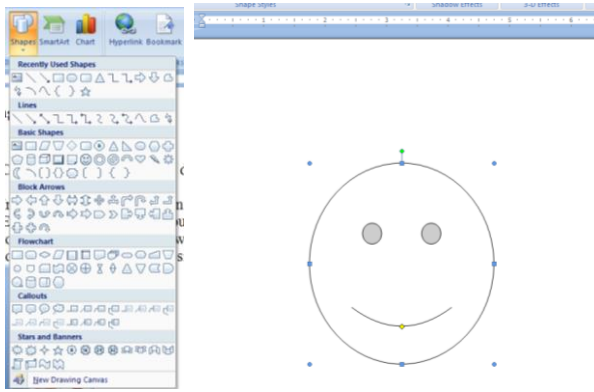 Shape Styles
Shadow Effects
3-D Effects
Shapes SmartArt Chart Hyperlink Bookmark
Recently Used Shapes
Lines
Basic Shapes
Block Arrows
Flowchart
Callouts
Stars and Banners
New Drawing Canvas